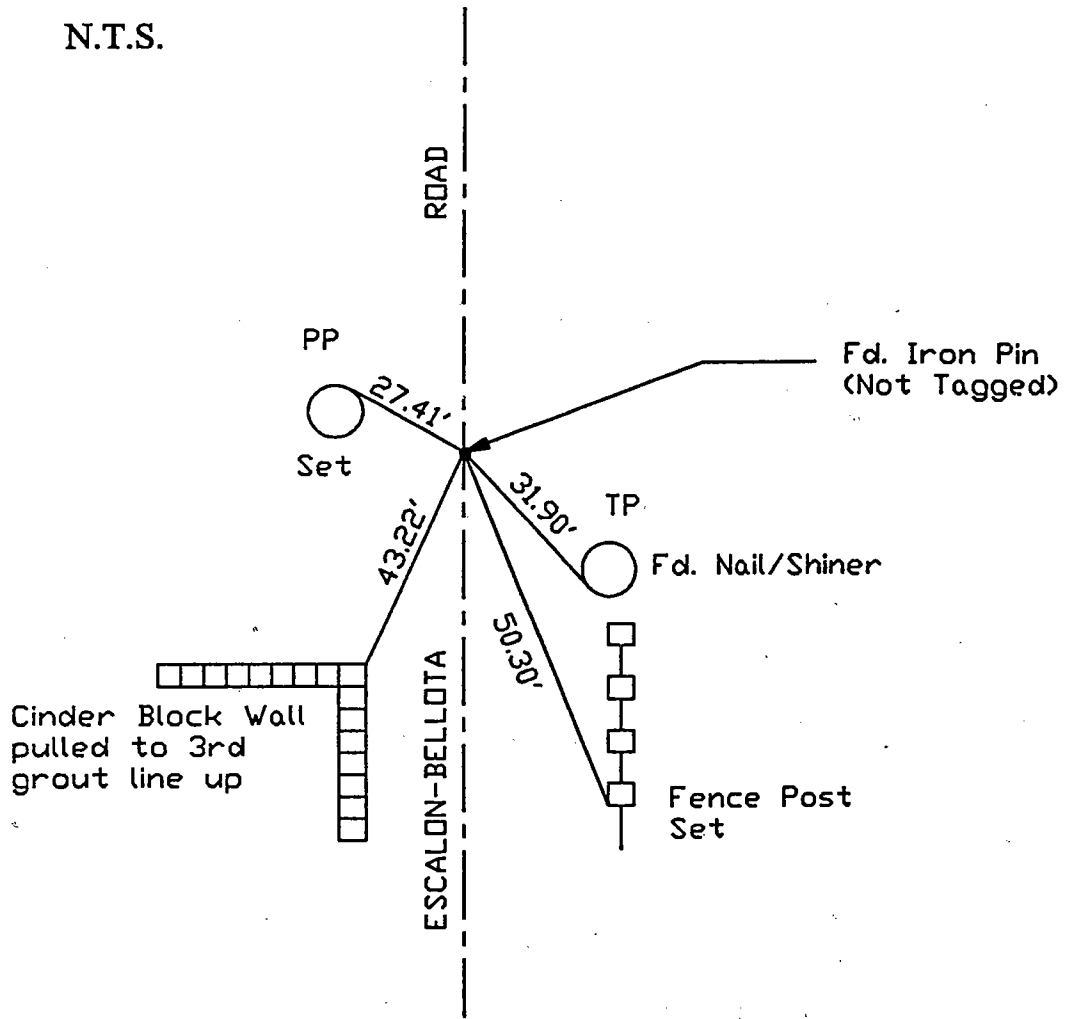 N.T.S.
ROAD
PP
27.41'
Set
Fd. Iron Pin
(Not Tagged)
43.22'
31.90'
TP
Fd. Nail/Shiner
50.30'
ESCALON-BELLOTA
Cinder Block Wall
pulled to 3rd
grout line up
Fence Post
Set